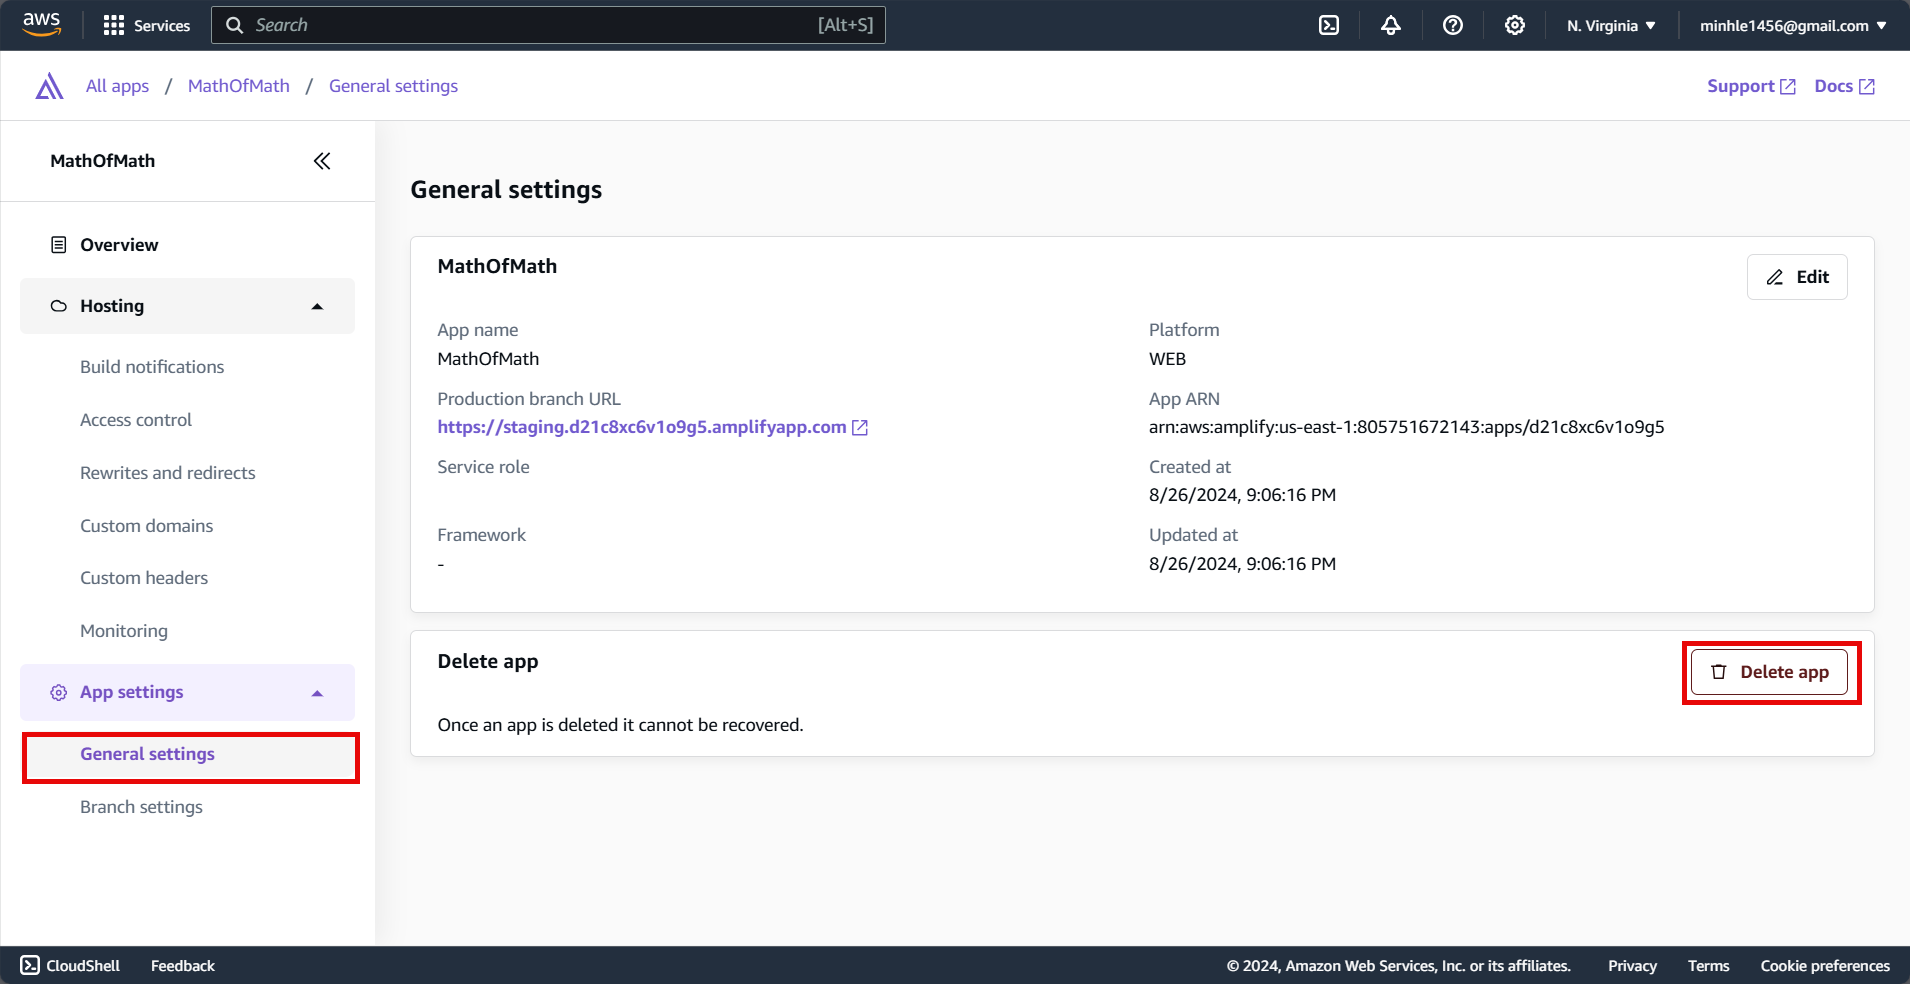 aws
Services
Search
[Alt+S]
N. Virginia
minhle1456@gmail.com
All apps / MathOfMath / General settings
Support
Docs
MathOfMath
Overview
Hosting
Build notifications
Access control
Rewrites and redirects
Custom domains
Custom headers
Monitoring
App settings
General settings
Branch settings
General settings
MathOfMath
Edit
App name
MathOfMath
Platform
WEB
Production branch URL
https://staging.d21c8xc6v1o9g5.amplifyapp.com
App ARN
arn:aws:amplify:us-east-1:805751672143:apps/d21c8xc6v1o9g5
Service role
Created at
8/26/2024, 9:06:16 PM
Framework
-
Updated at
8/26/2024, 9:06:16 PM
Delete app
Delete app
Once an app is deleted it cannot be recovered.
CloudShell
Feedback
© 2024, Amazon Web Services, Inc. or its affiliates.
Privacy
Terms
Cookie preferences